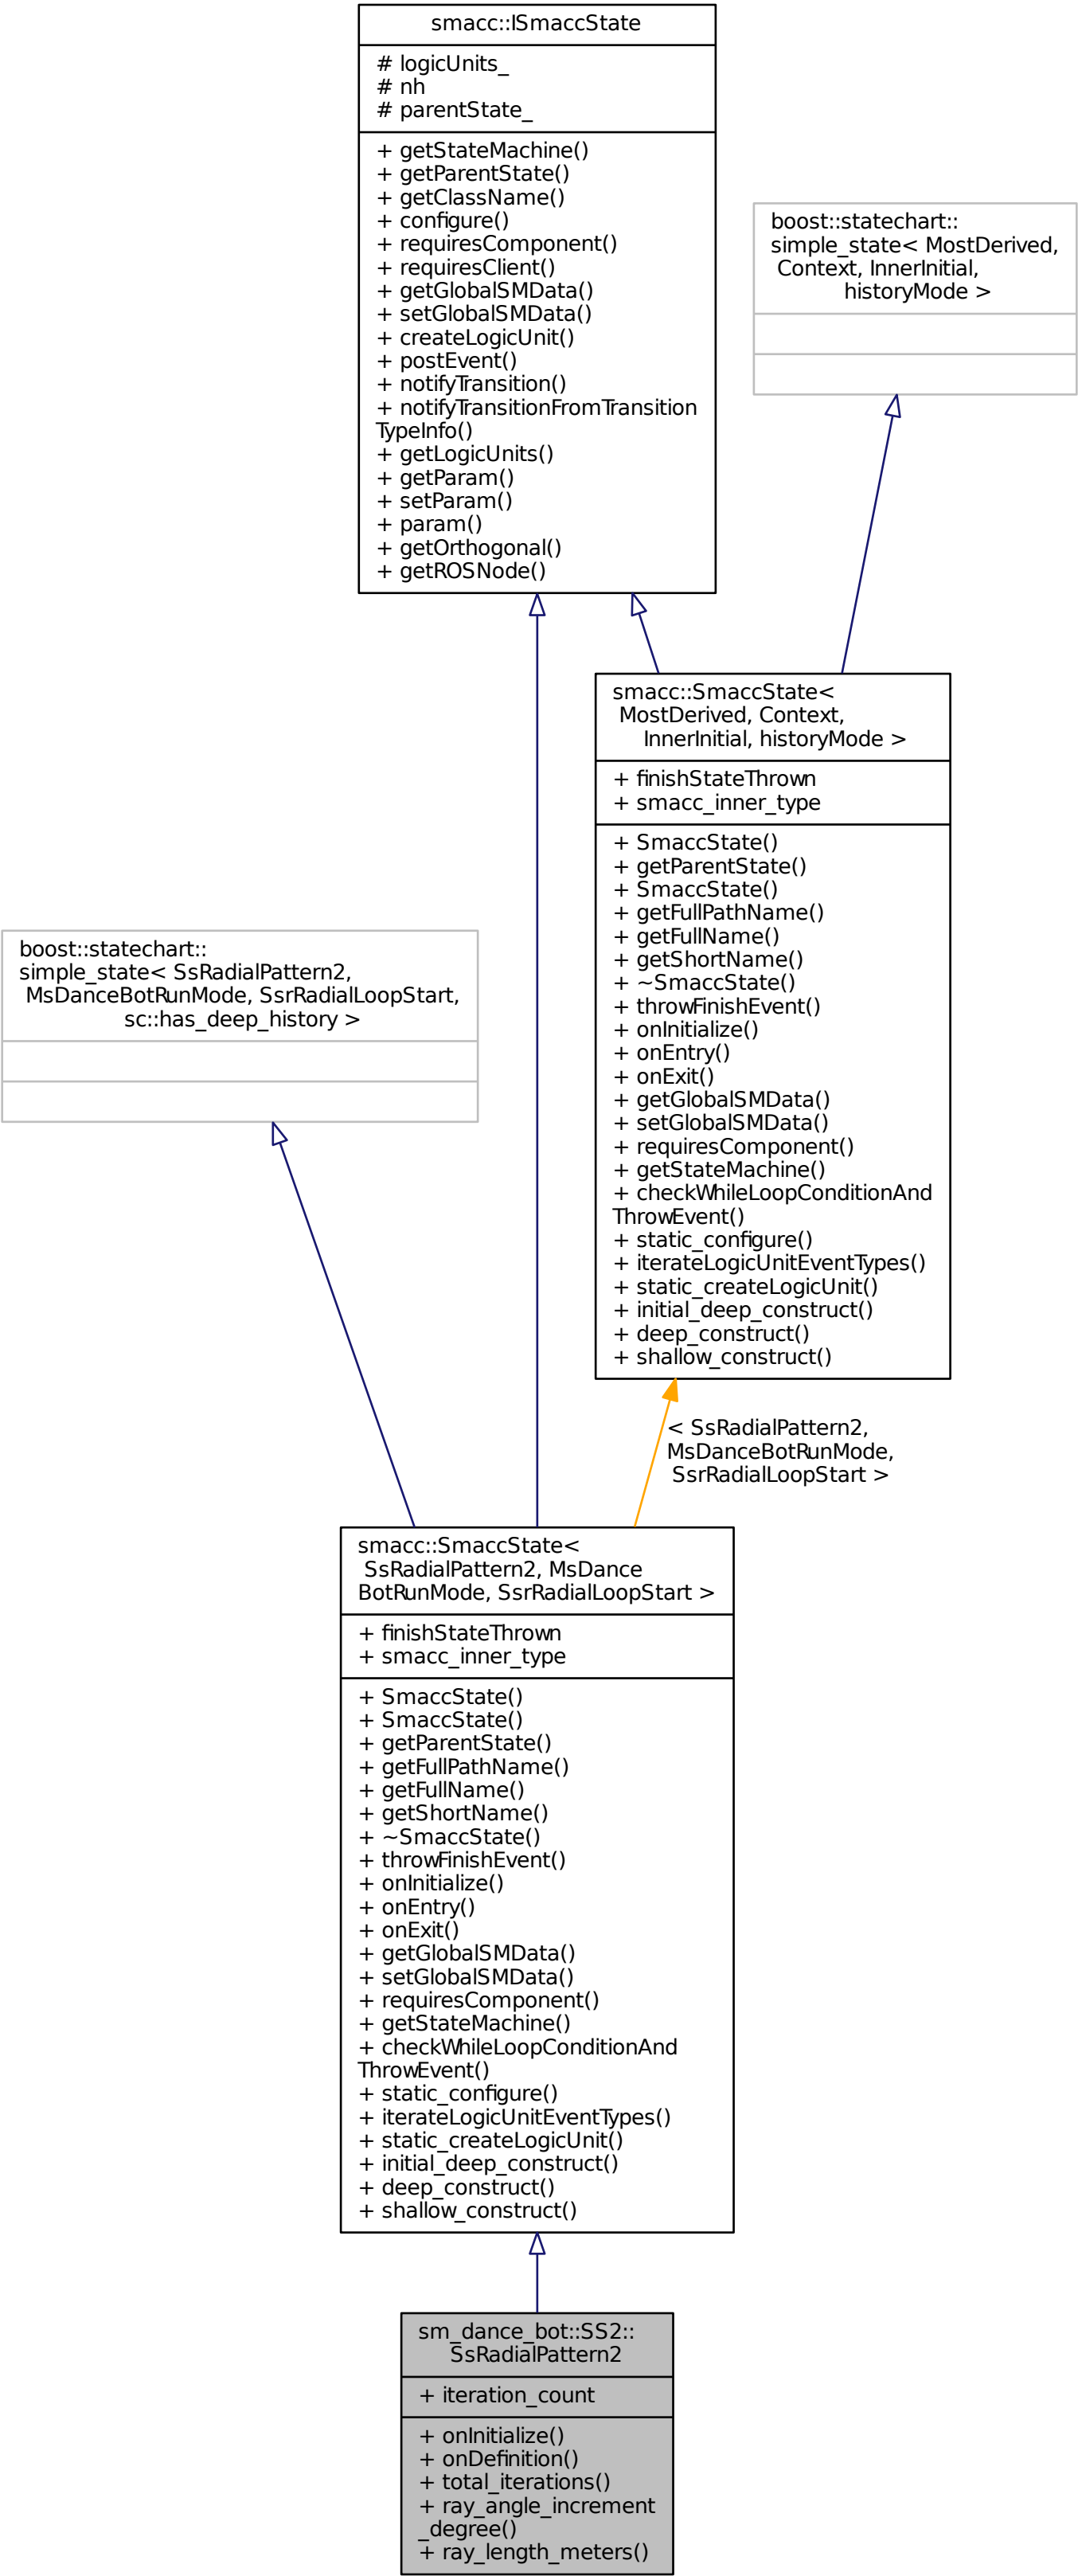 smacc::ISmaccState
# logicUnits_
# nh
# parentState_
+ getStateMachine()
+ getParentState()
+ getClassName()
+ configure()
+ requiresComponent()
+ requiresClient()
+ getGlobalSMData()
+ setGlobalSMData()
+ createLogicUnit()
+ postEvent()
+ notifyTransition()
+ notifyTransitionFromTransition
TypeInfo()
+ getLogicUnits()
+ getParam()
+ setParam()
+ param()
+ getOrthogonal()
+ getROSNode()
boost::statechart::
simple_state< MostDerived,
Context, InnerInitial,
historyMode >
smacc::SmaccState<
MostDerived, Context,
InnerInitial, historyMode >
+ finishStateThrown
+ smacc_inner_type
+ SmaccState()
+ getParentState()
+ SmaccState()
+ getFullPathName()
+ getFullName()
+ getShortName()
+ ~SmaccState()
+ throwFinishEvent()
+ onInitialize()
+ onEntry()
+ onExit()
+ getGlobalSMData()
+ setGlobalSMData()
+ requiresComponent()
+ getStateMachine()
+ checkWhileLoopConditionAnd
ThrowEvent()
+ static_configure()
+ iterateLogicUnitEventTypes()
+ static_createLogicUnit()
+ initial_deep_construct()
+ deep_construct()
+ shallow_construct()
boost::statechart::
simple_state< SsRadialPattern2,
MsDanceBotRunMode, SsrRadialLoopStart,
sc::has_deep_history >
< SsRadialPattern2,
MsDanceBotRunMode,
SsrRadialLoopStart >
smacc::SmaccState<
SsRadialPattern2, MsDance
BotRunMode, SsrRadialLoopStart >
+ finishStateThrown
+ smacc_inner_type
+ SmaccState()
+ SmaccState()
+ getParentState()
+ getFullPathName()
+ getFullName()
+ getShortName()
+ ~SmaccState()
+ throwFinishEvent()
+ onInitialize()
+ onEntry()
+ onExit()
+ getGlobalSMData()
+ setGlobalSMData()
+ requiresComponent()
+ getStateMachine()
+ checkWhileLoopConditionAnd
ThrowEvent()
+ static_configure()
+ iterateLogicUnitEventTypes()
+ static_createLogicUnit()
+ initial_deep_construct()
+ deep_construct()
+ shallow_construct()
sm_dance_bot::SS2::
SsRadialPattern2
+ iteration_count
+ onInitialize()
+ onDefinition()
+ total_iterations()
+ ray_angle_increment
_degree()
+ ray_length_meters()